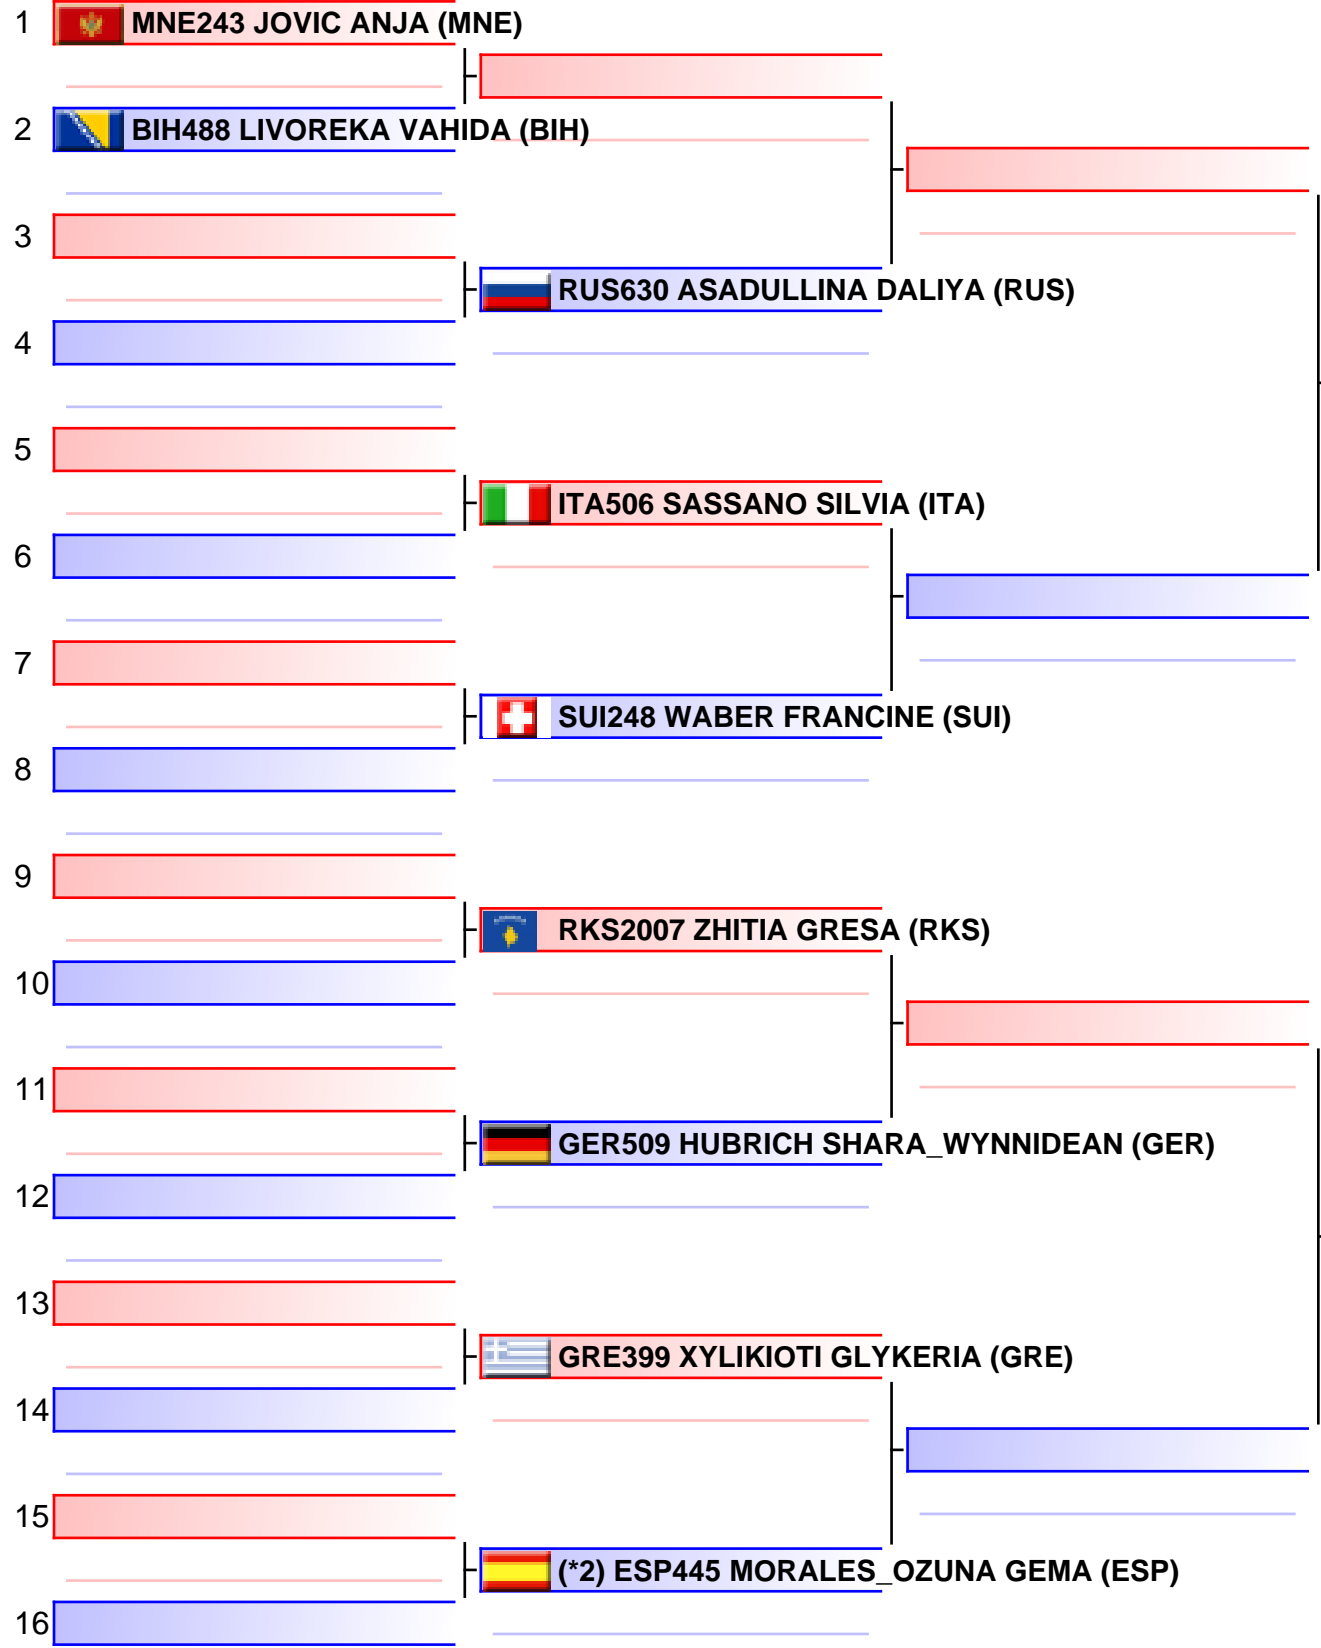 1 MNE243 JOVIC ANJA (MNE)
2 BIH488 LIVOREKA VAHIDA (BIH)
3
RUS630 ASADULLINA DALIYA (RUS)
4
5
ITA506 SASSANO SILVIA (ITA)
6
7
SUI248 WABER FRANCINE (SUI)
8
9
RKS2007 ZHITIA GRESA (RKS)
10
11
GER509 HUBRICH SHARA_WYNNIDEAN (GER)
12
13
GRE399 XYLIKIOTI GLYKERIA (GRE)
14
15
(*2) ESP445 MORALES_OZUNA GEMA (ESP)
16